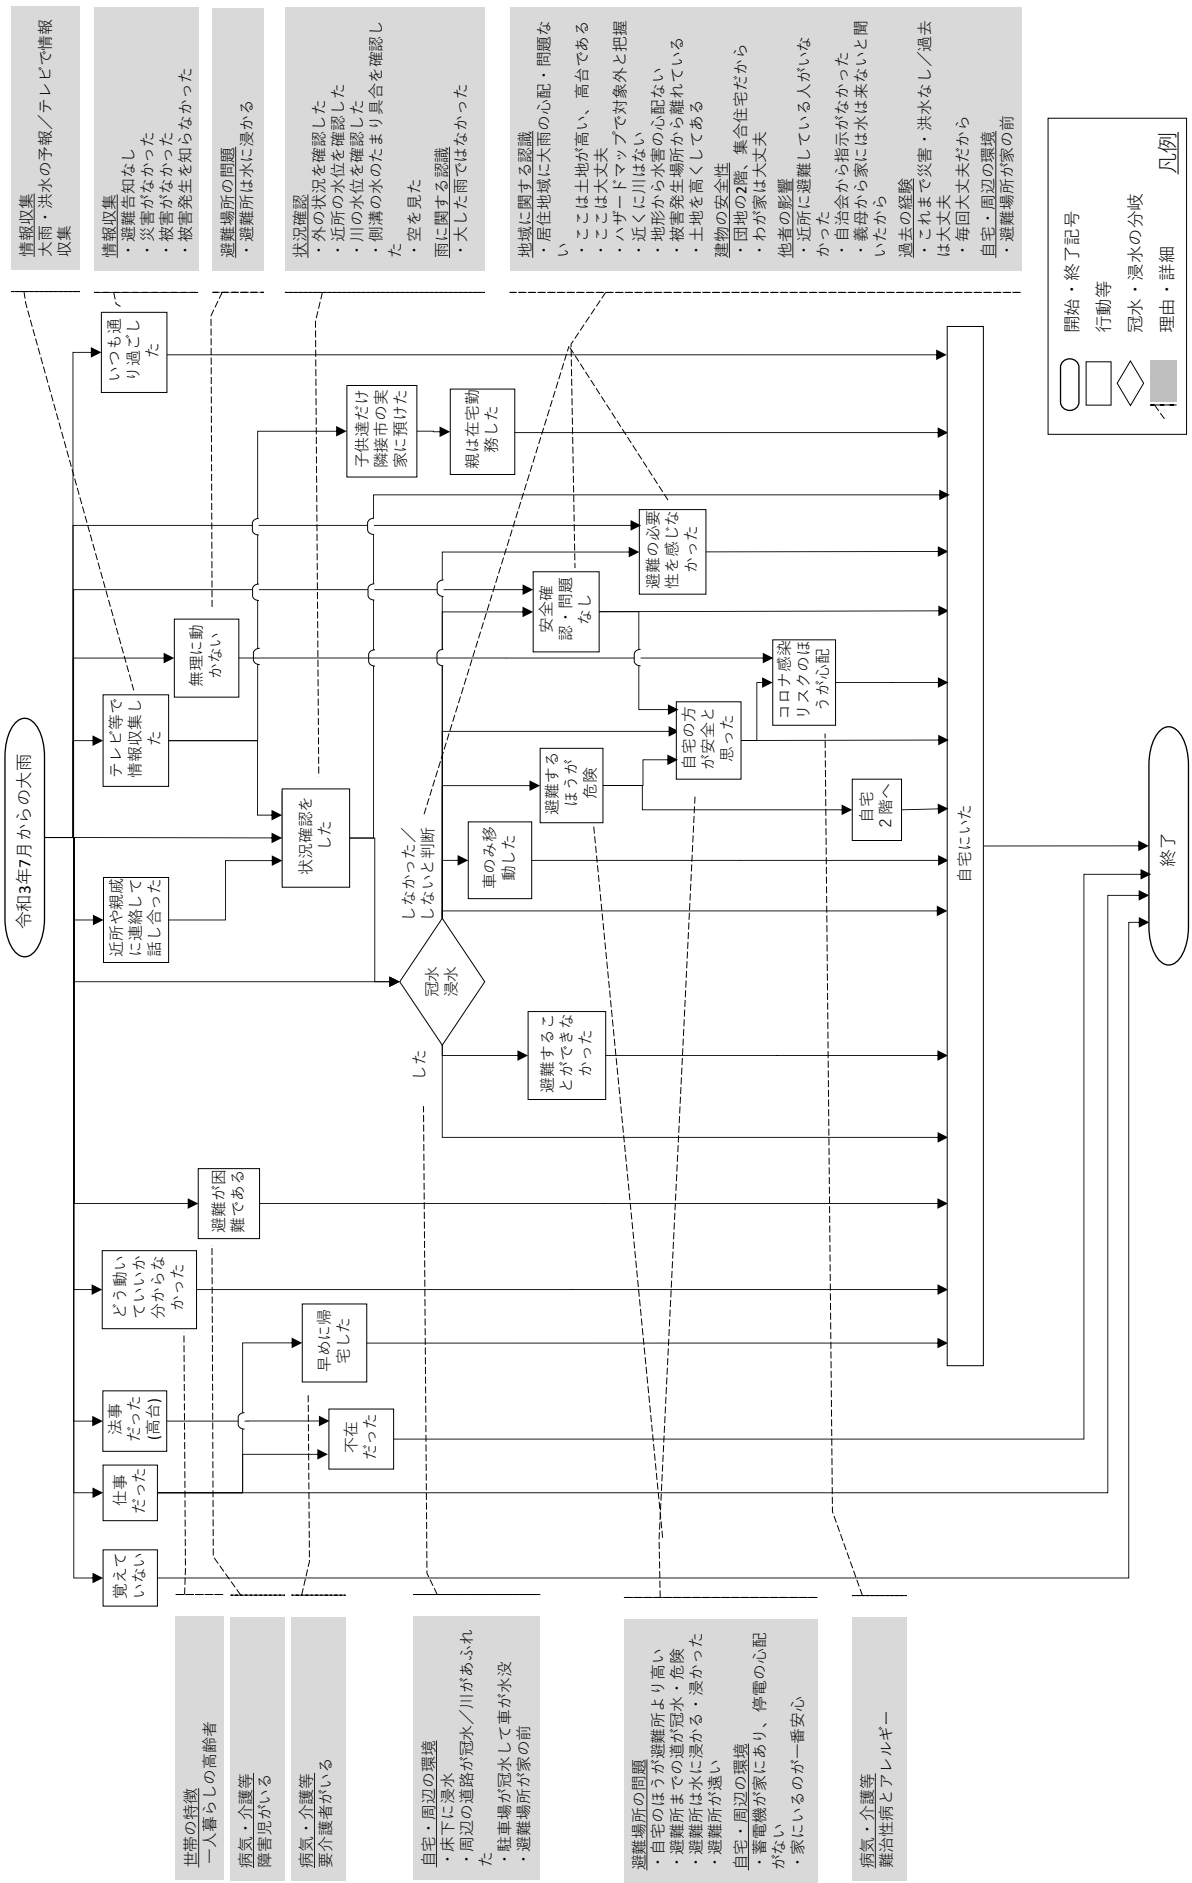 令和3年7月からの大雨
覚えて
いない
仕事
だった
法事
だった
(高台)
どう動い
ていいか
分からな
かった
近所や親戚
に連絡して
話し合った
テレビ等で
情報収集し
た
いつも通
り過ごし
た
避難が困
難である
無理に動
かない
早めに帰
宅した
不在
だった
状況確認を
した
子供達だけ
隣接市の実
家に預けた
親は在宅勤
務した
冠水
浸水
した
しなかった/
しないと判断
避難するこ
とができな
かった
車のみ移
動した
避難する
ほうが
危険
安全確
認・問題
なし
避難の必要
性を感じな
かった
自宅の方
が安全と
思った
コロナ感染
リスクのほ
うが心配
自宅
2階へ
自宅にいた
終了
世帯の特徴
一人暮らしの高齢者
病気・介護等
障害児がいる
病気・介護等
要介護者がいる
自宅・周辺の環境
・床下に浸水
・周辺の道路が冠水/川があふれ
た
・駐車場が冠水して車が水没
・避難場所が家の前
避難場所の問題
・自宅のほうが避難所より高い
・避難所までの道が冠水・危険
・避難所は水に浸かる・浸かった
・避難所が遠い
自宅・周辺の環境
・蓄電機が家にあり、停電の心配
がない
・家にいるのが一番安心
病気・介護等
難治性病とアレルギー
情報収集
大雨・洪水の予報/テレビで情報
収集
情報収集
・避難告知なし
・災害がなかった
・被害がなかった
・被害発生を知らなかった
避難場所の問題
・避難所は水に浸かる
状況確認
・外の状況を確認した
・近所の水位を確認した
・川の水位を確認した
・側溝の水のたまり具合を確認し
た
・空を見た
雨に関する認識
・大した雨ではなかった
地域に関する認識
・居住地域に大雨の心配・問題な
い
・ここは土地が高い、高台である
・ここは大丈夫
・ハザードマップで対象外と把握
・近くに川はない
・地形から水害の心配ない
・被害発生場所から離れている
・土地を高くしてある
建物の安全性
・団地の2階、集合住宅だから
・わが家は大丈夫
他者の影響
・近所に避難している人がいな
かった
・自治会から指示がなかった
・義母から家には水は来ないと聞
いたから
過去の経験
・これまで災害・洪水なし/過去
は大丈夫
・毎回大丈夫だから
自宅・周辺の環境
・避難場所が家の前
開始・終了記号
行動等
冠水・浸水の分岐
理由・詳細
凡例